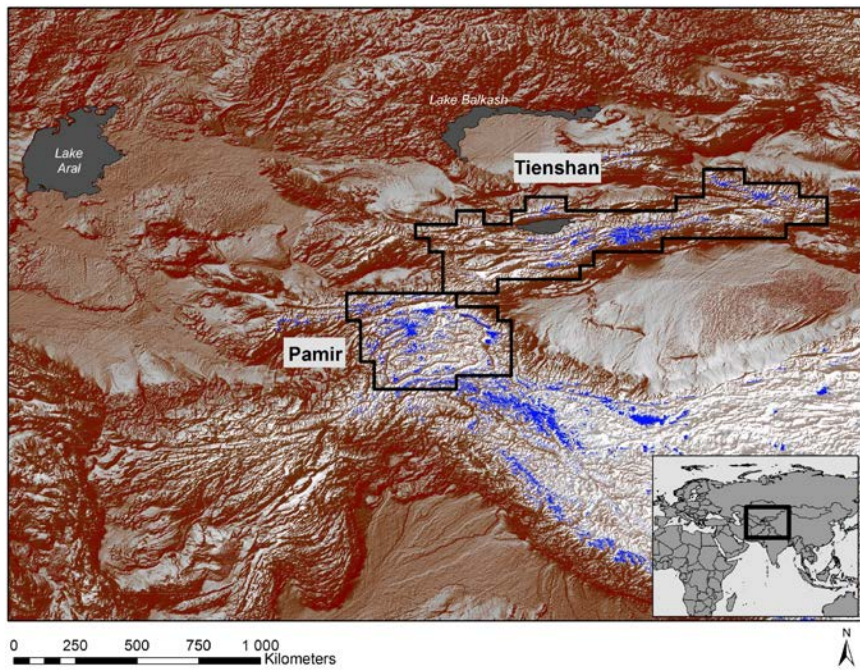 Lake Balkash
Lake
Aral
Tienshan
Pamir
0 250 500 750 1 000
Kilometers
N